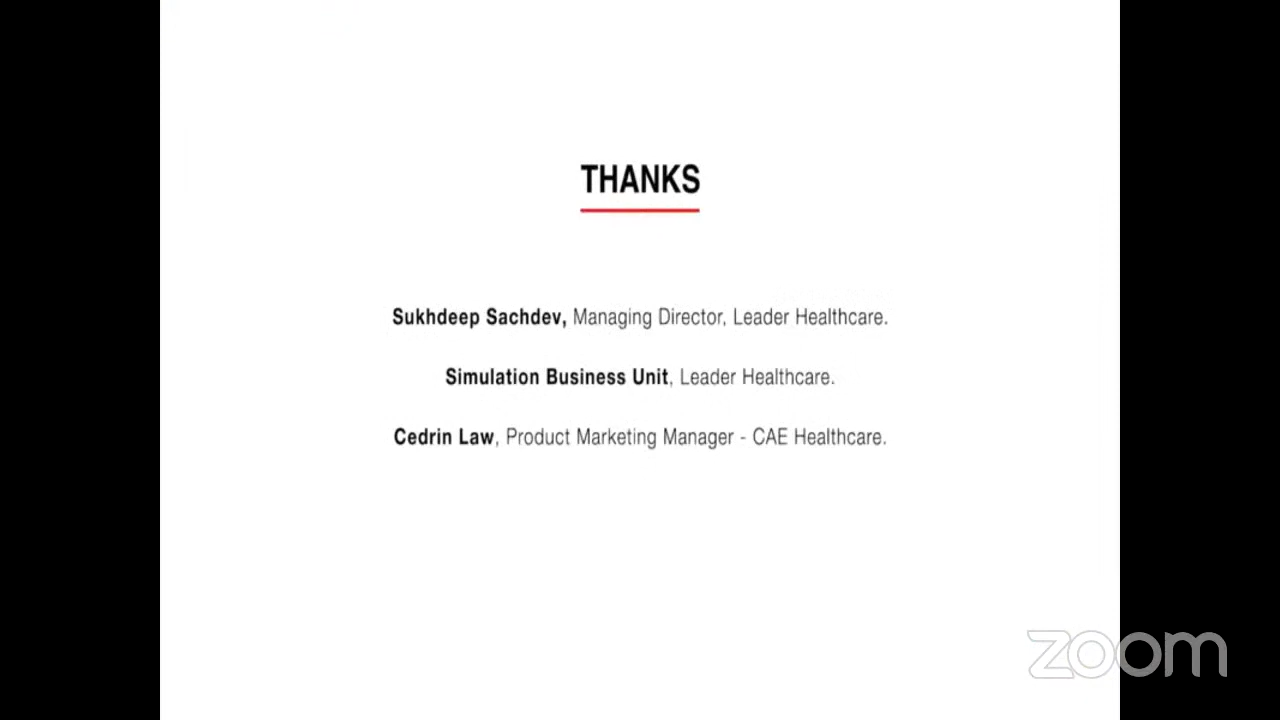 THANKS
Sukhdeep Sachdev, Managing Director, Leader Healthcare.
Simulation Business Unit, Leader Healthcare.
Cedrin Law, Product Marketing Manager - CAE Healthcare.
zoom